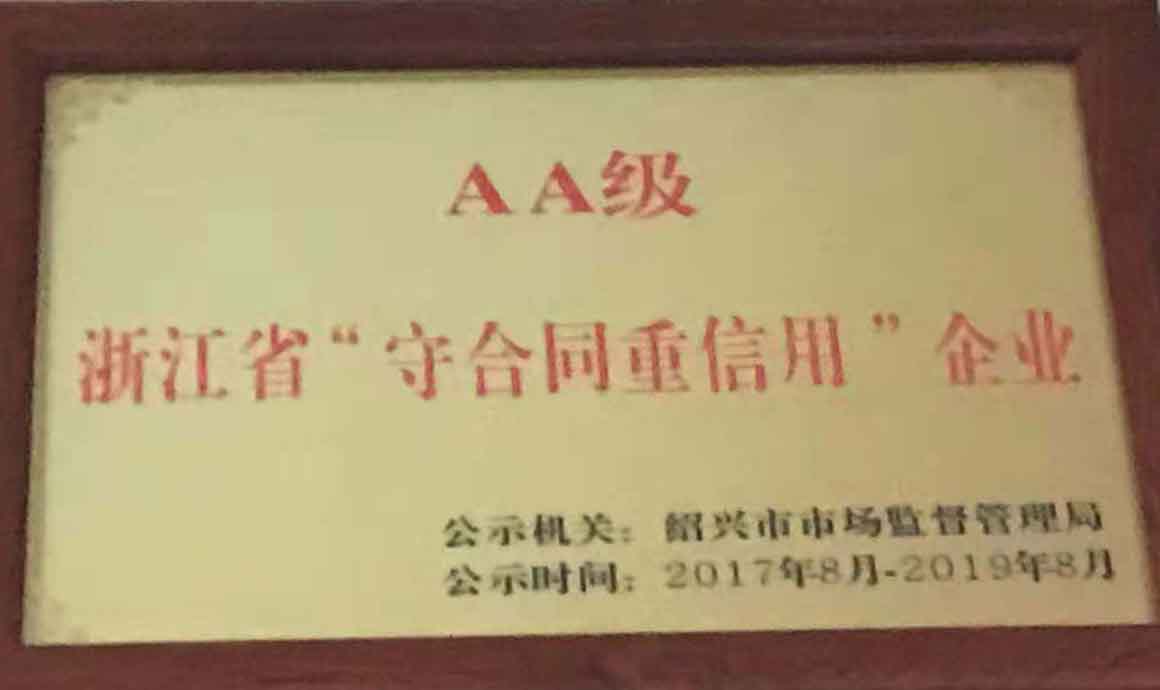 AA级
浙江省“守合同重信用”企业
公示机关：绍兴市市场监督管理局
公示时间：2017年8月-2019年8月